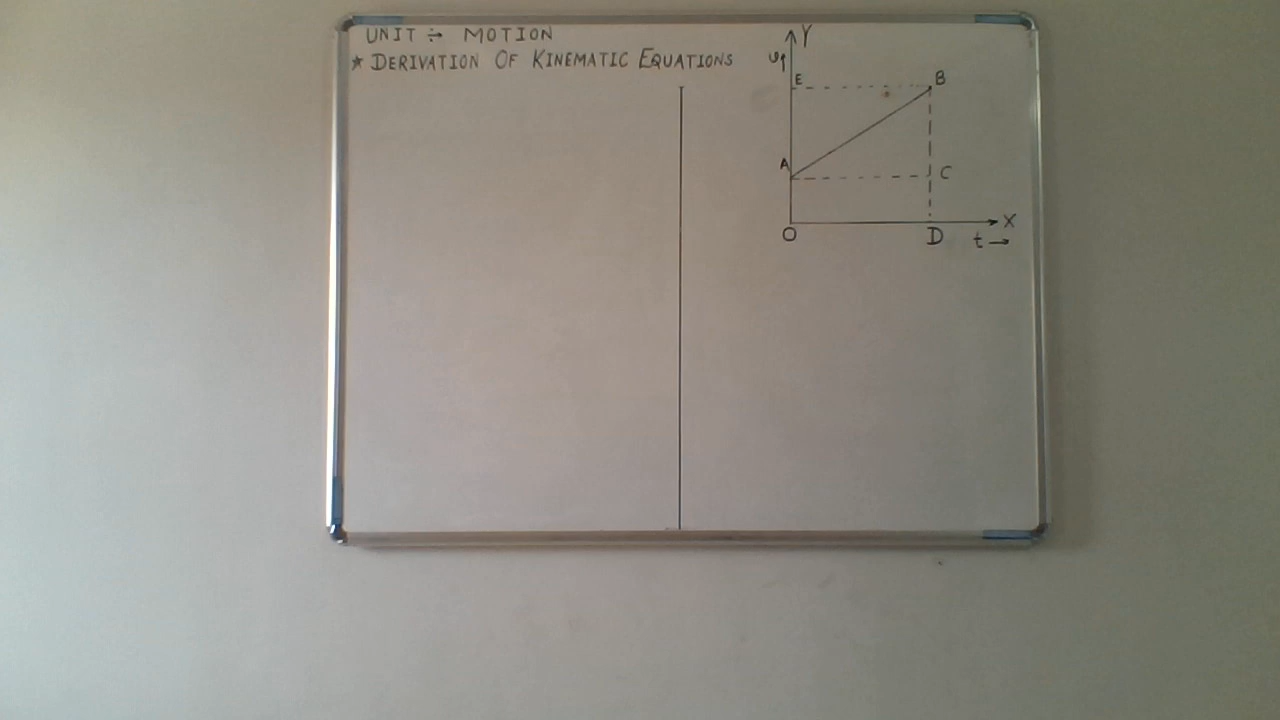 UNIT ÷ MOTION
★ DERIVATION OF KINEMATIC EQUATIONS
Y
v↑
E
B
A
C
X
O
D
t →